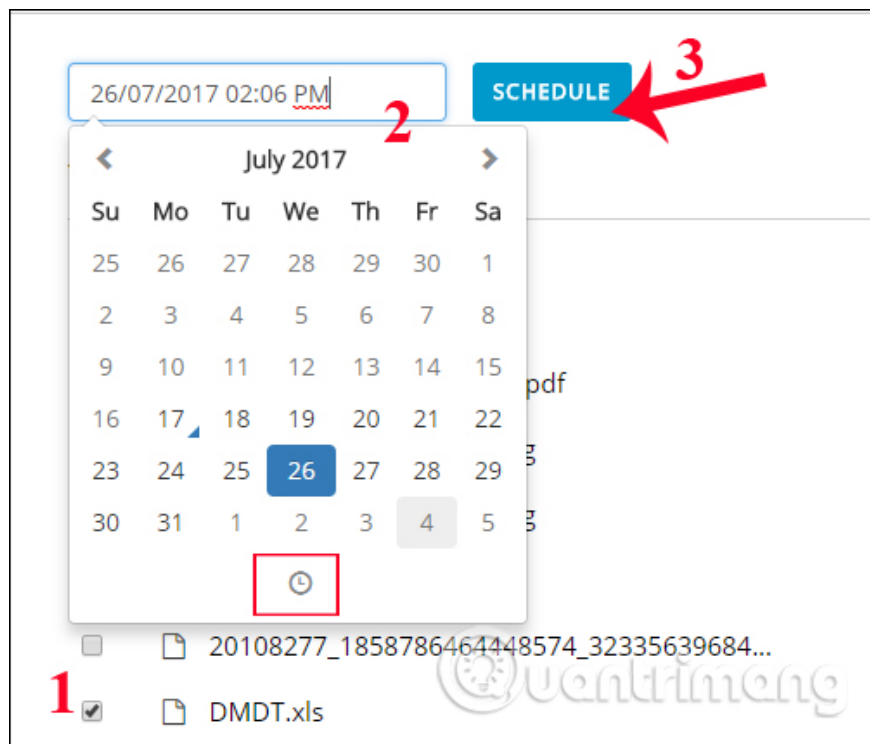 3
26/07/2017 02:06 PM
SCHEDULE
2
July 2017
Su Mo Tu We Th Fr Sa
25 26 27 28 29 30 1
2 3 4 5 6 7 8
9 10 11 12 13 14 15
pdf
16 17 18 19 20 21 22
g
23 24 25 26 27 28 29
g
30 31 1 2 3 4 5
20108277_1858786464448574_32335639684...
Quantrimang
1
DMDT.xls